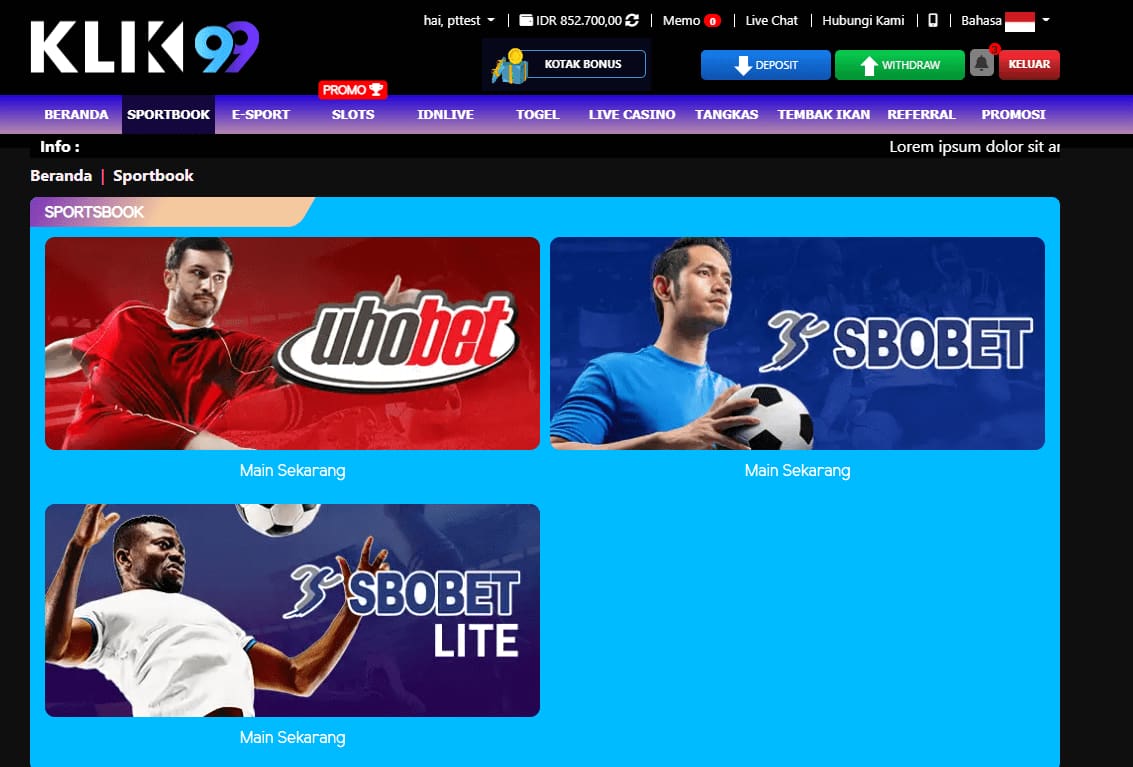 hai, pttest IDR 852.700,00 Memo 0 Live Chat Hubungi Kami Bahasa
KLIK99
KOTAK BONUS DEPOSIT WITHDRAW 3 KELUAR
PROMO
BERANDA SPORTBOOK E-SPORT SLOTS IDNLIVE TOGEL LIVE CASINO TANGKAS TEMBAK IKAN REFERRAL PROMOSI
Info : Lorem ipsum dolor sit
Beranda | Sportbook
SPORTSBOOK
ubobet SBOBET
Main Sekarang Main Sekarang
SBOBET
LITE
Main Sekarang